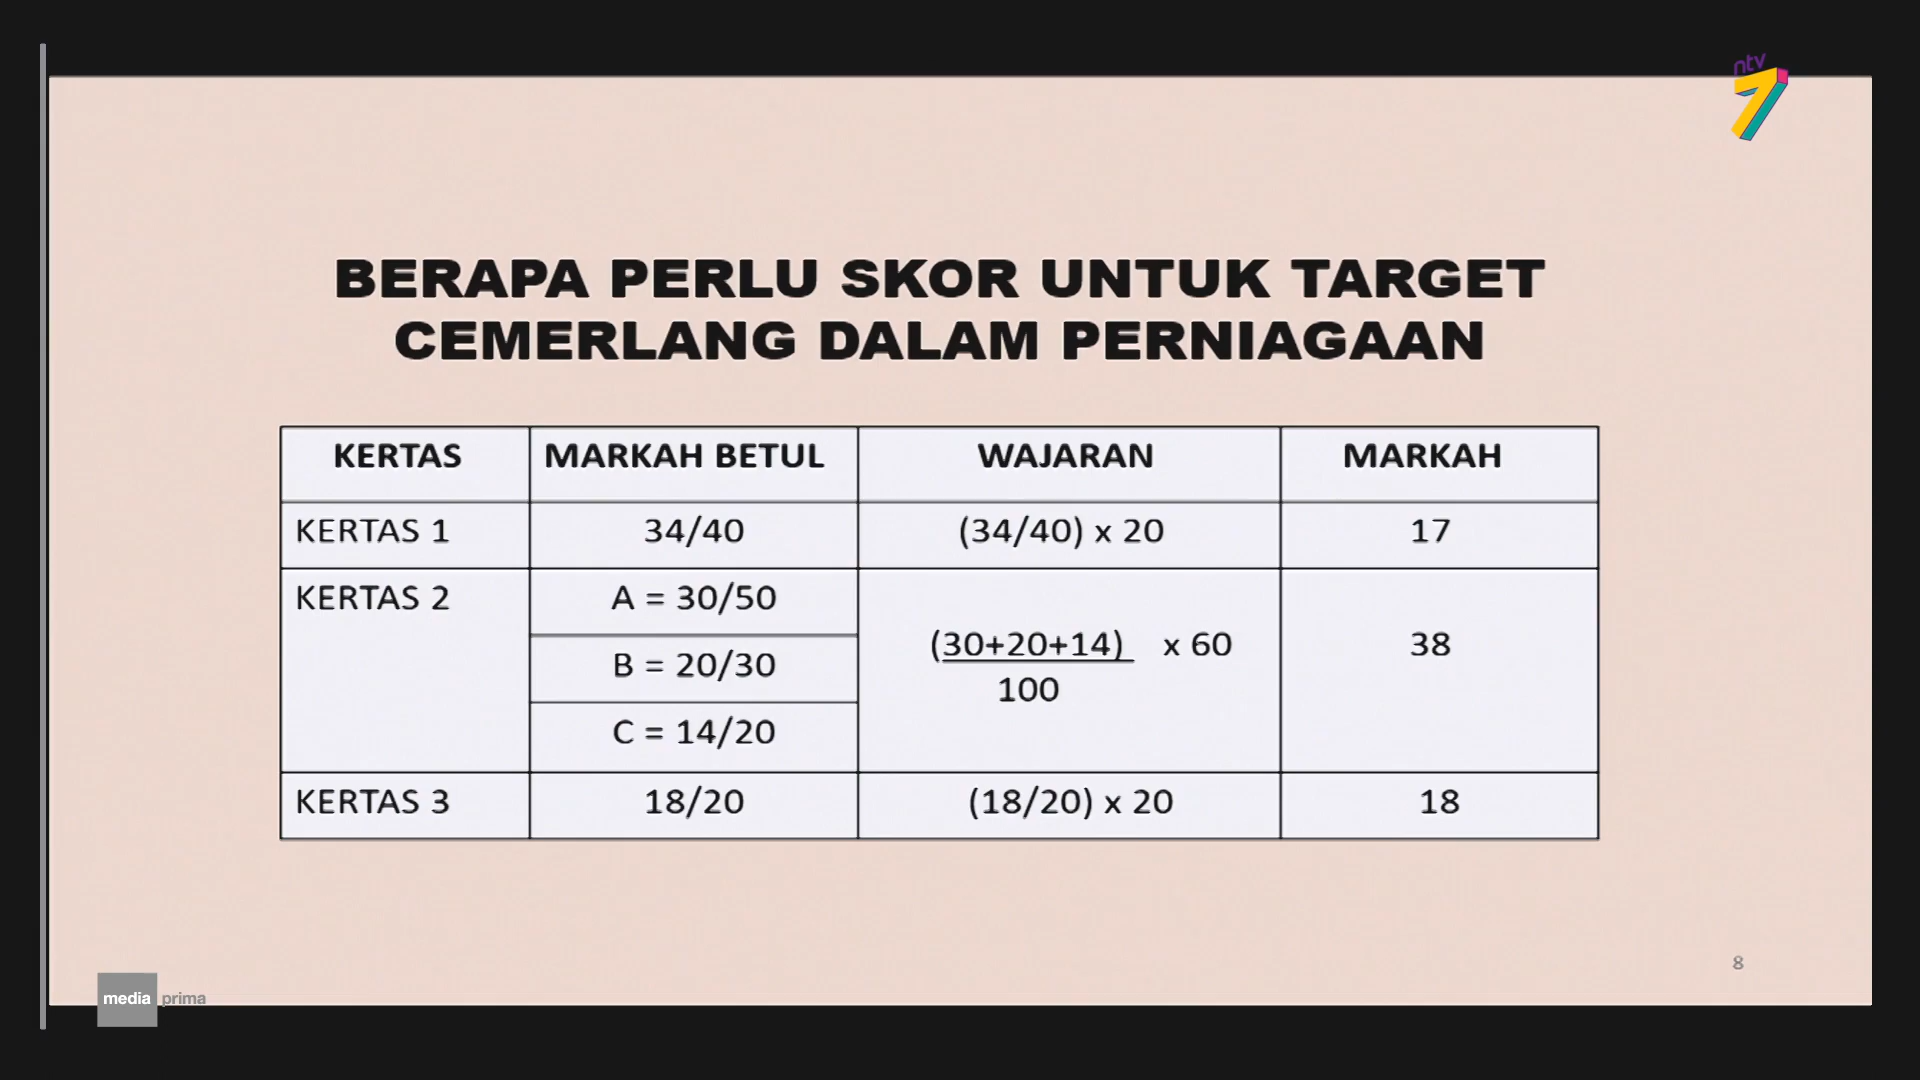 ntv
7
BERAPA PERLU SKOR UNTUK TARGET
CEMERLANG DALAM PERNIAGAAN
KERTAS MARKAH BETUL WAJARAN MARKAH
KERTAS 1 34/40 (34/40) x 20 17
KERTAS 2 A = 30/50
B = 20/30
C = 14/20
(30+20+14) x 60 38
100
KERTAS 3 18/20 (18/20) x 20 18
8
media prima